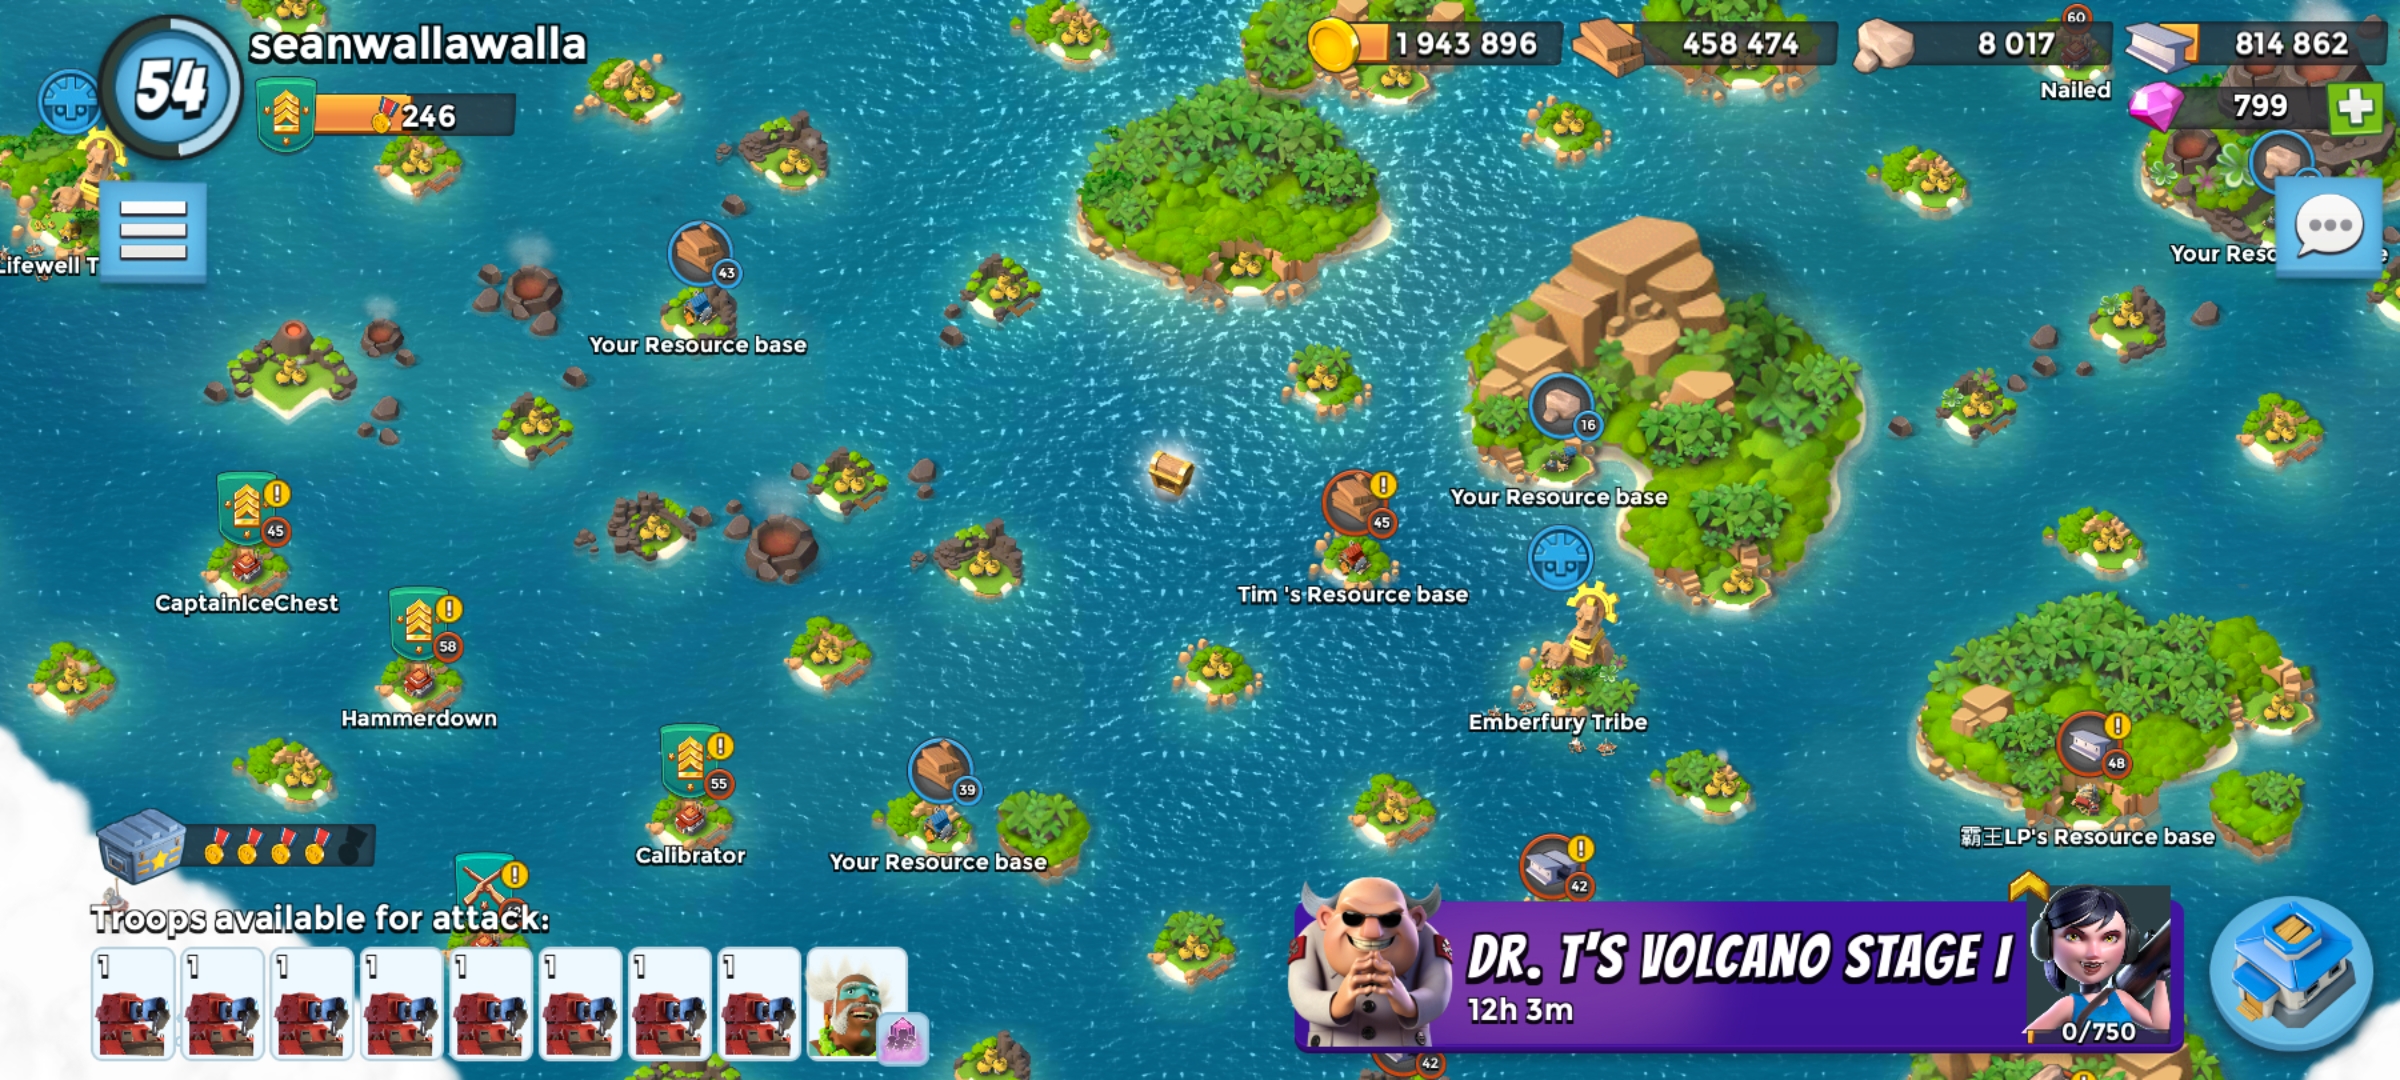 seanwallawalla
54
246
1 943 896
458 474
8 017
814 862
60
Nailed
799
Lifewell T
43
Your Resource base
Your Reso
16
Your Resource base
45
CaptainIceChest
45
Tim 's Resource base
58
Hammerdown
Emberfury Tribe
55
Calibrator
39
Your Resource base
48
霸王LP's Resource base
42
Troops available for attack:
1 1 1 1 1 1 1 1
DR. T'S VOLCANO STAGE I
12h 3m
0/750
42